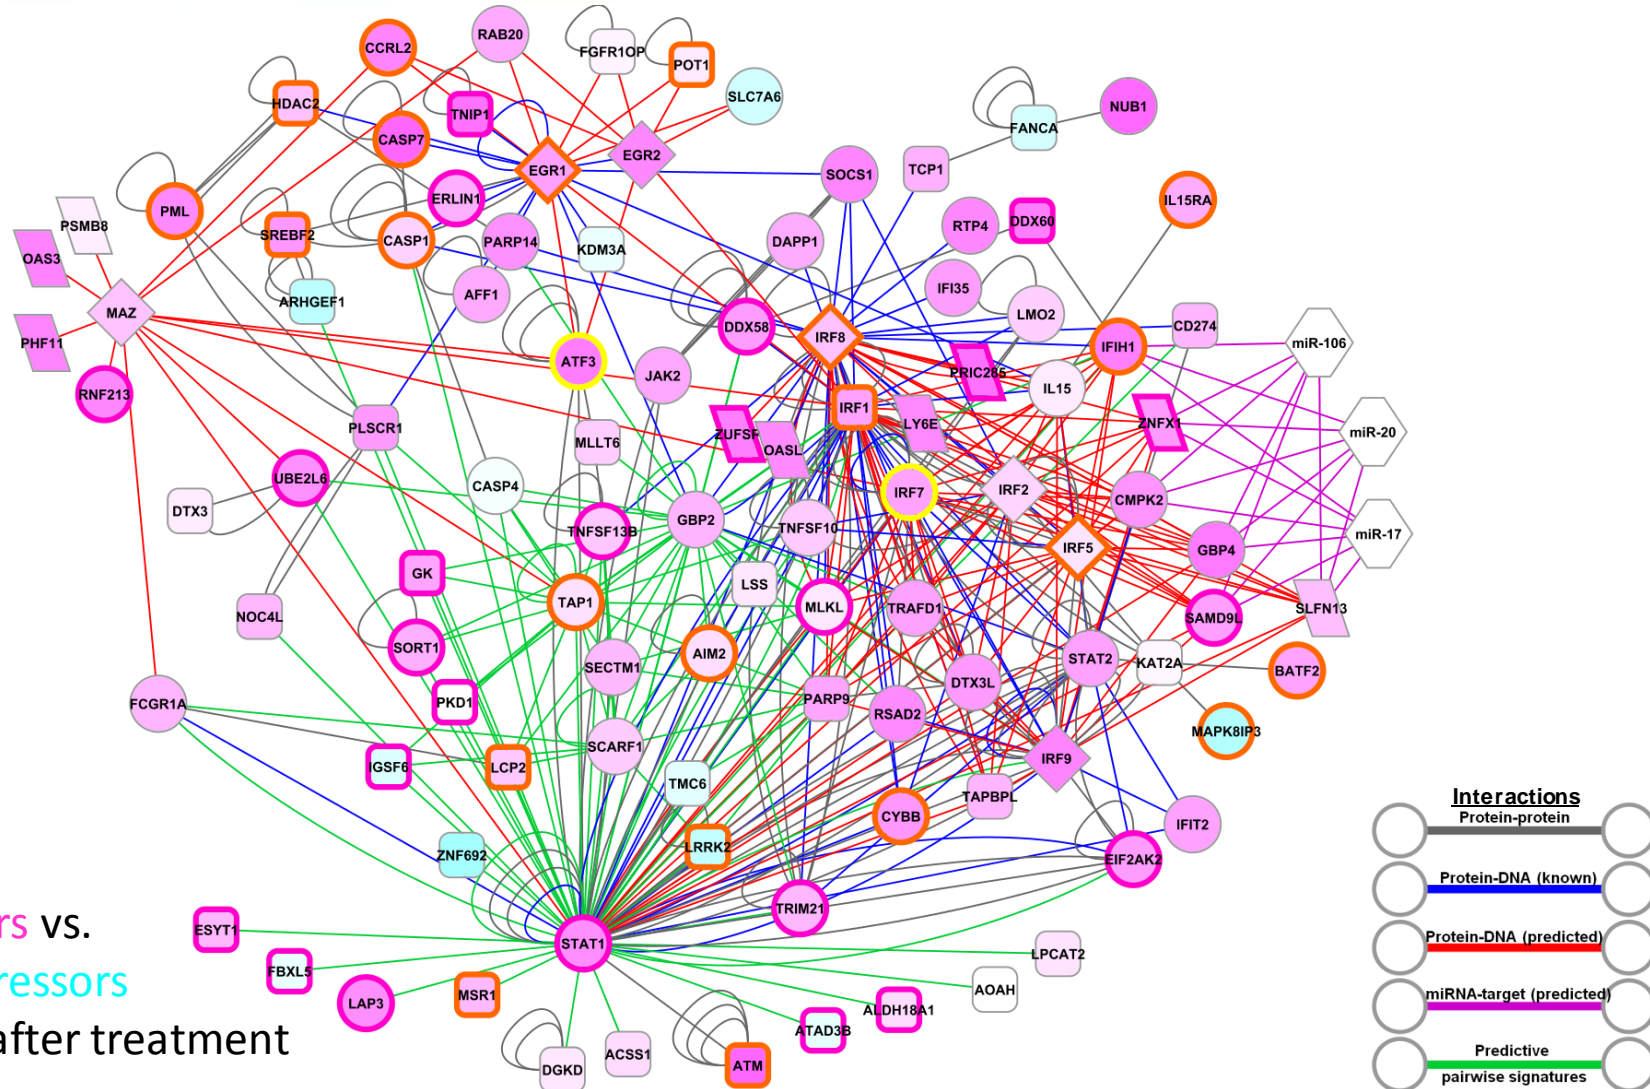 CCRL2
RAB20
FGFR1OP
POT1
SLC7A6
HDAC2
TNIP1
CASP7
EGR1
EGR2
FANCA
NUB1
TCP1
SOCS1
PML
PSMB8
ERLIN1
IL15RA
OAS3
SREBF2
CASP1
PARP14
KDM3A
DAPP1
RTP4
DDX60
ARHGEF1
AFF1
IFI35
LMO2
MAZ
DDX58
IRF8
CD274
miR-106
PHF11
ATF3
JAK2
PRIC285
IFIH1
IL15
RNF213
IRF1
LY6E
ZNFX1
miR-20
PLSCR1
MLLT6
OASL
UBE2L6
CASP4
IRF7
IRF2
CMPK2
DTX3
TNFSF13B
GBP2
TNFSF10
miR-17
IRF5
GBP4
GK
LSS
TAP1
MLKL
TRAFD1
SAMD9L
SLFN13
NOC4L
SORT1
SECTM1
AIM2
STAT2
KAT2A
BATF2
FCGR1A
PKD1
PARP9
DTX3L
RSAD2
MAPK8IP3
IGSF6
LCP2
SCARF1
TMC6
IRF9
TAPBPL
CYBB
IFIT2
ZNF692
LRRK2
EIF2AK2
TRIM21
ESYT1
STAT1
LPCAT2
FBXL5
AOAH
LAP3
MSR1
ALDH18A1
ATAD3B
DGKD
ACSS1
ATM
rs vs.
ressors
after treatment
Interactions
Protein-protein
Protein-DNA (known)
Protein-DNA (predicted)
miRNA-target (predicted)
Predictive
pairwise signatures